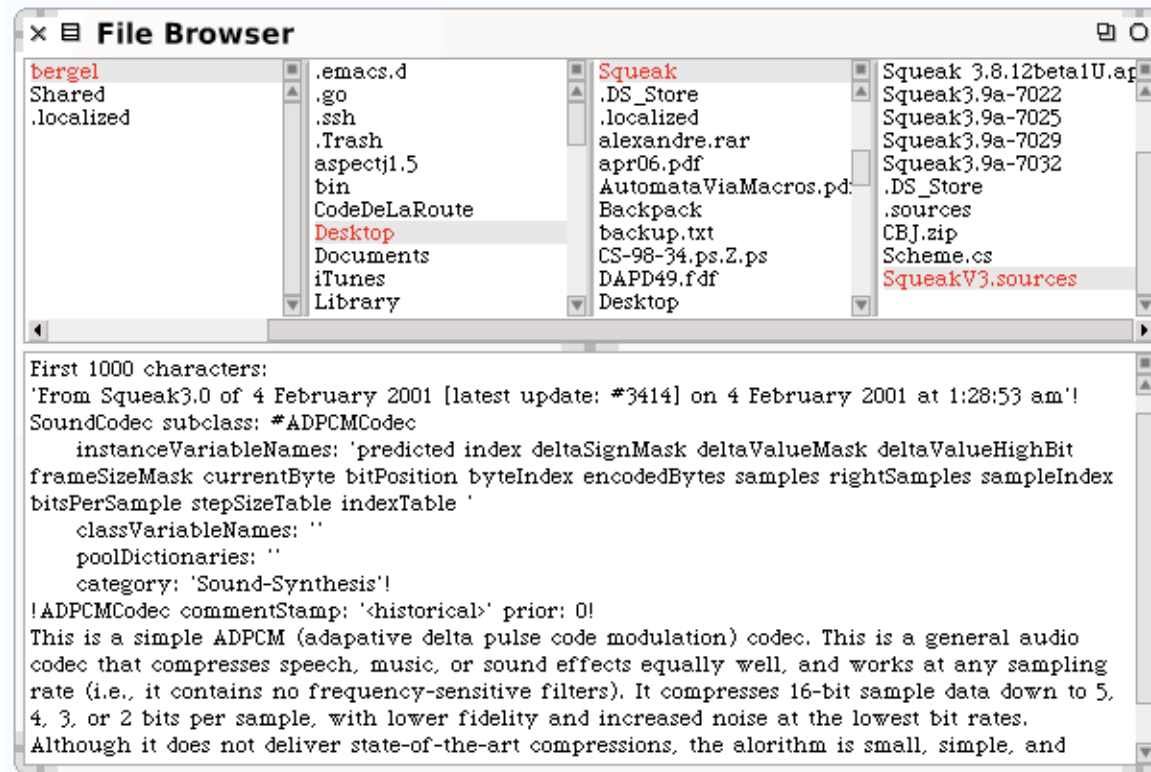 File Browser
bergel
Shared
.localized
.emacs.d
.go
.ssh
.Trash
aspectj1.5
bin
CodeDeLaRoute
Desktop
Documents
iTunes
Library
Squeak
.DS_Store
.localized
alexandre.rar
apr06.pdf
AutomataViaMacros.pd
Backpack
backup.txt
CS-98-34.ps.Z.ps
DAPD49.fdf
Desktop
Squeak 3.8.12beta1U.ap
Squeak3.9a-7022
Squeak3.9a-7025
Squeak3.9a-7029
Squeak3.9a-7032
.DS_Store
.sources
CBJ.zip
Scheme.cs
SqueakV3.sources
First 1000 characters:
'From Squeak3.0 of 4 February 2001 [latest update: #3414] on 4 February 2001 at 1:28:53 am'!
SoundCodec subclass: #ADPCMCodec
instanceVariableNames: 'predicted index deltaSignMask deltaValueMask deltaValueHighBit
frameSizeMask currentByte bitPosition byteIndex encodedBytes samples rightSamples sampleIndex
bitsPerSample stepSizeTable indexTable '
classVariableNames: ''
poolDictionaries: ''
category: 'Sound-Synthesis'!
!ADPCMCodec commentStamp: '<historical>' prior: 0!
This is a simple ADPCM (adapative delta pulse code modulation) codec. This is a general audio
codec that compresses speech, music, or sound effects equally well, and works at any sampling
rate (i.e., it contains no frequency-sensitive filters). It compresses 16-bit sample data down to 5,
4, 3, or 2 bits per sample, with lower fidelity and increased noise at the lowest bit rates.
Although it does not deliver state-of-the-art compressions, the alorithm is small, simple, and